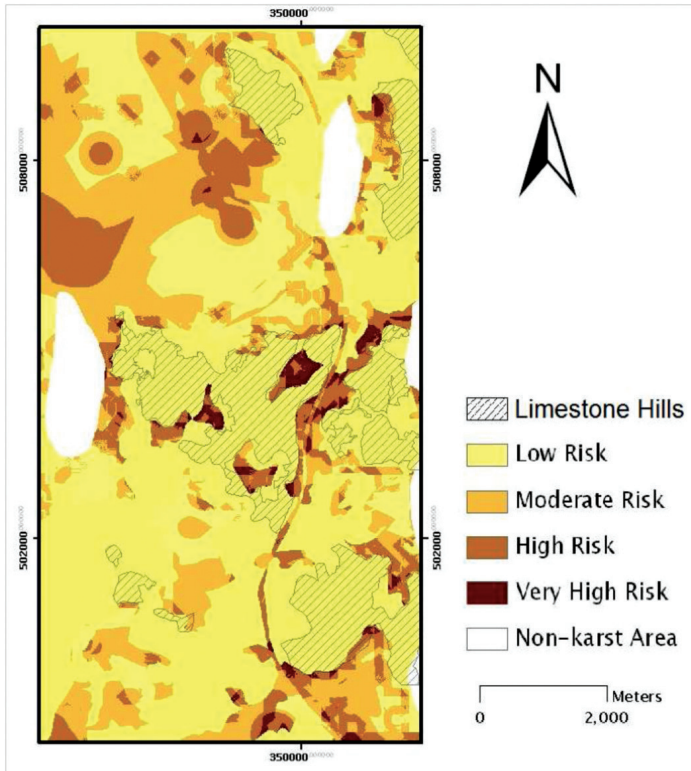 350000
N
508000
508000
Limestone Hills
Low Risk
Moderate Risk
High Risk
502000
502000
Very High Risk
Non-karst Area
Meters
0
2,000
350000